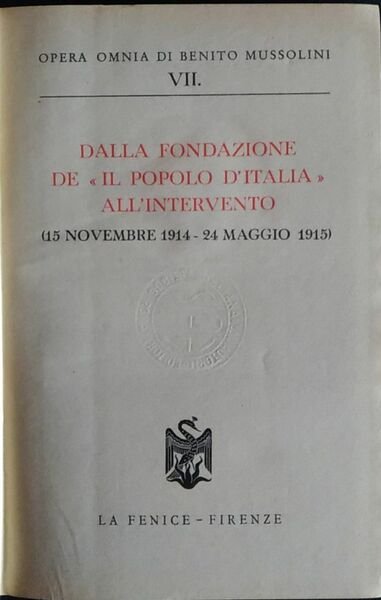 OPERA OMNIA DI BENITO MUSSOLINI
VII.
DALLA FONDAZIONE
DE « IL POPOLO D'ITALIA »
ALL'INTERVENTO
(15 NOVEMBRE 1914 - 24 MAGGIO 1915)
LA FENICE - FIRENZE